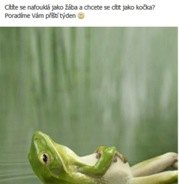 Cítíte se nafouklá jako žába a chcete se cítit jako kočka?
Poradíme Vám příští týden 😊